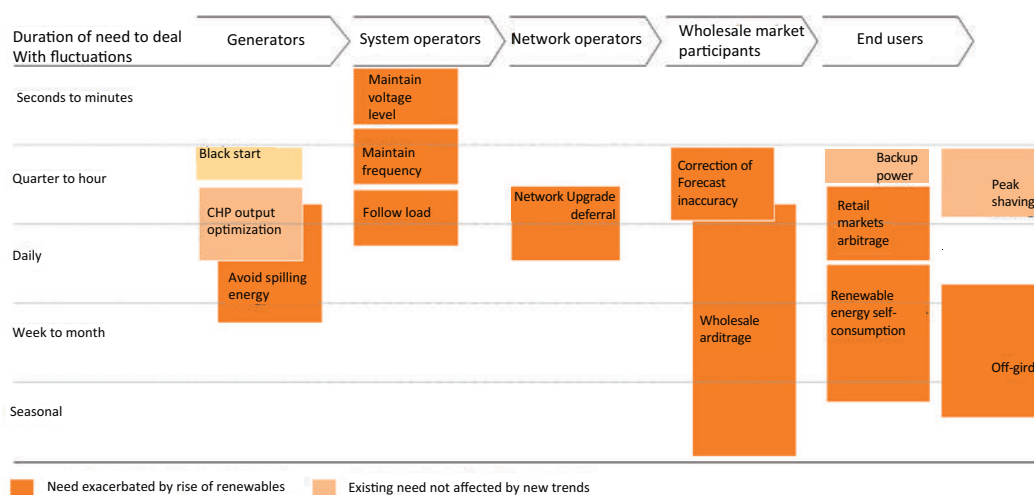 Duration of need to deal
With fluctuations
Generators
System operators
Network operators
Wholesale market
participants
End users
Seconds to minutes
Maintain
voltage
level
Quarter to hour
Black start
Maintain
frequency
Correction of
Forecast
inaccuracy
Backup
power
Peak
shaving
CHP output
optimization
Follow load
Network Upgrade
deferral
Retail
markets
arbitrage
Daily
Avoid spilling
energy
Renewable
energy self-
consumption
Week to month
Wholesale
arditrage
Off-gird
Seasonal
Need exacerbated by rise of renewables
Existing need not affected by new trends